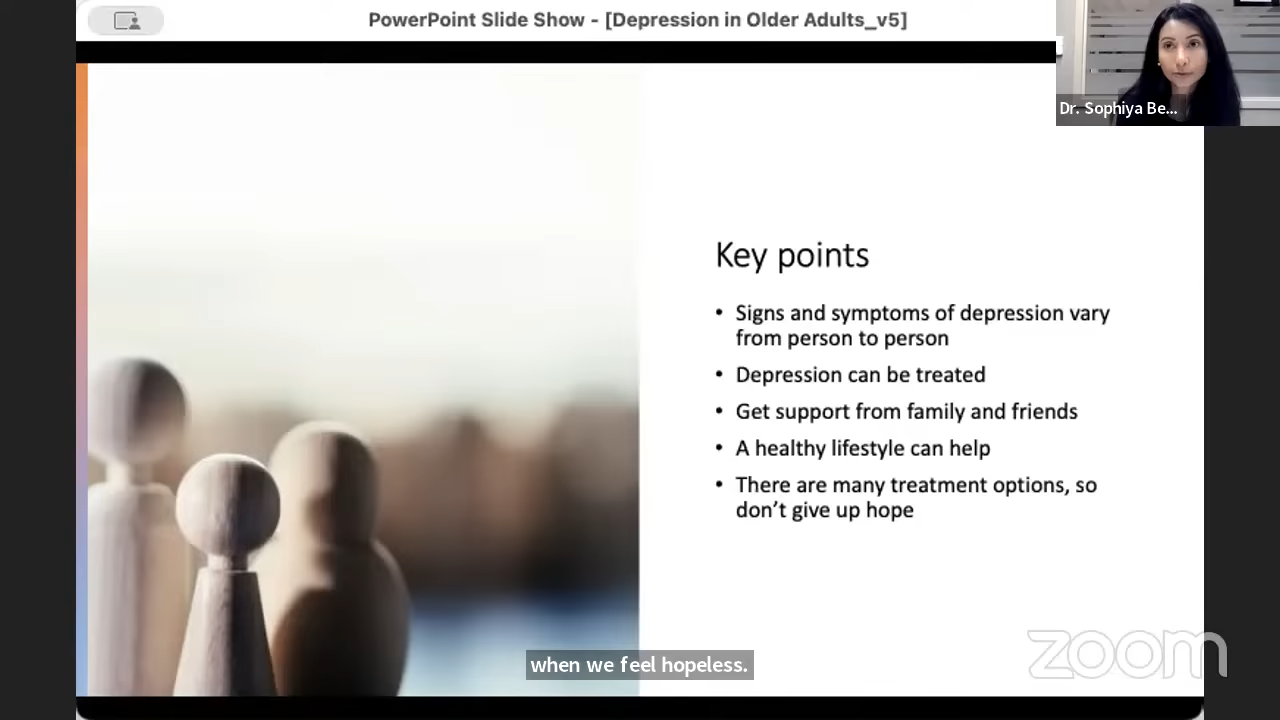 PowerPoint Slide Show - [Depression in Older Adults_v5]
Dr. Sophiya Be...
Key points
• Signs and symptoms of depression vary
from person to person
• Depression can be treated
• Get support from family and friends
• A healthy lifestyle can help
• There are many treatment options, so
don’t give up hope
when we feel hopeless.
zoom